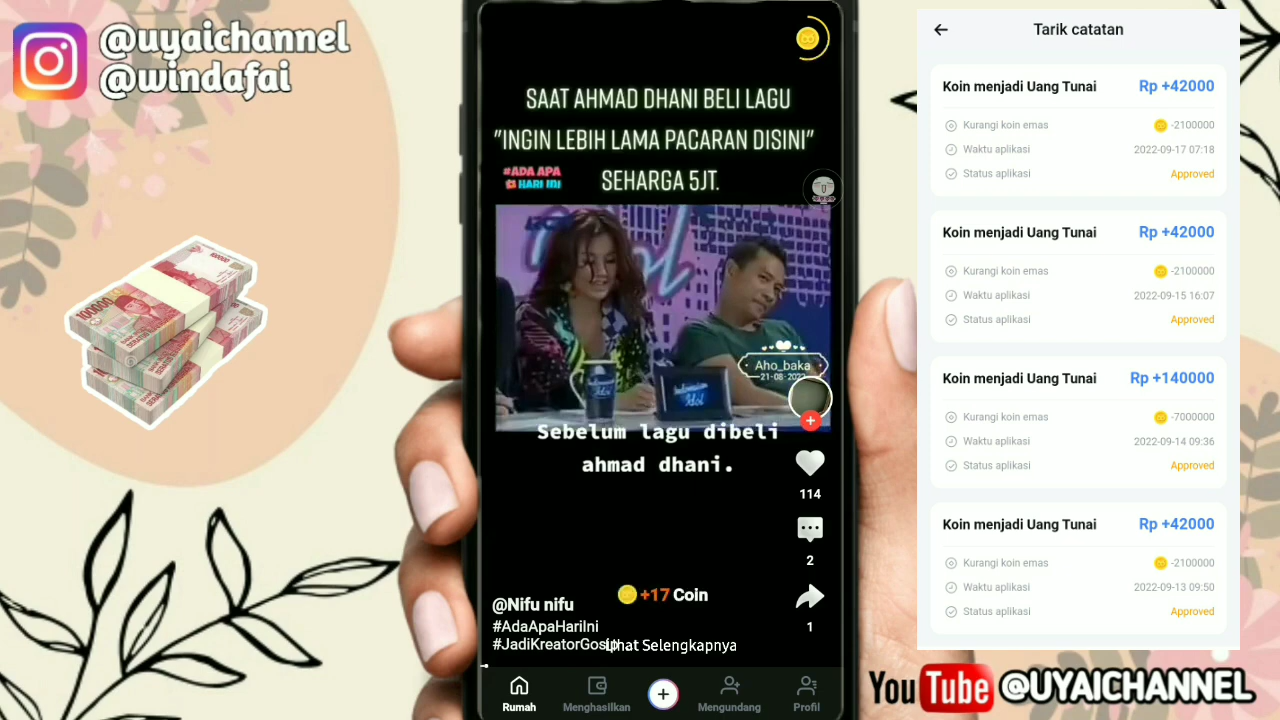 @uyaichannel
@windafai
100000
SAAT AHMAD DHANI BELI LAGU
"INGIN LEBIH LAMA PACARAN DISINI"
SEHARGA 5JT.
#ADA APA
HARI INI
Idol
Aho_baka
21-08-2022
Sebelum lagu dibeli
ahmad dhani.
114
2
1
+17 Coin
@Nifu nifu
#AdaApaHariIni
#JadiKreatorGosip
Lihat Selengkapnya
Rumah
Menghasilkan
Mengundang
Profil
Tarik catatan
Koin menjadi Uang Tunai Rp +42000
Kurangi koin emas -2100000
Waktu aplikasi 2022-09-17 07:18
Status aplikasi Approved
Koin menjadi Uang Tunai Rp +42000
Kurangi koin emas -2100000
Waktu aplikasi 2022-09-15 16:07
Status aplikasi Approved
Koin menjadi Uang Tunai Rp +140000
Kurangi koin emas -7000000
Waktu aplikasi 2022-09-14 09:36
Status aplikasi Approved
Koin menjadi Uang Tunai Rp +42000
Kurangi koin emas -2100000
Waktu aplikasi 2022-09-13 09:50
Status aplikasi Approved
YouTube @UYAICHANNEL